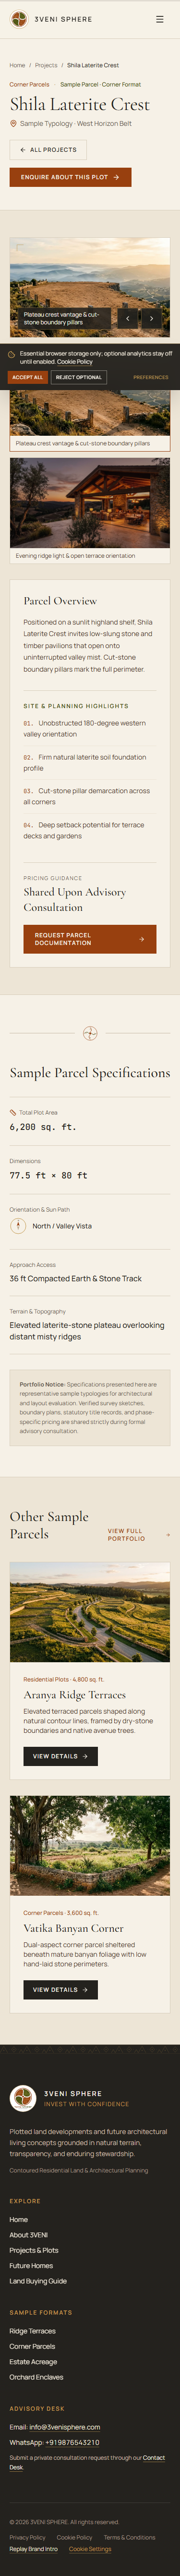 3VENI SPHERE
Home / Projects / Shila Laterite Crest
Corner Parcels · Sample Parcel · Corner Format
Shila Laterite Crest
Sample Typology · West Horizon Belt
← ALL PROJECTS
ENQUIRE ABOUT THIS PLOT →
Plateau crest vantage & cut-
stone boundary pillars
Essential browser storage only; optional analytics stay off
until enabled. Cookie Policy
ACCEPT ALL
REJECT OPTIONAL
PREFERENCES
Plateau crest vantage & cut-stone boundary pillars
Evening ridge light & open terrace orientation
Parcel Overview
Positioned on a sunlit highland shelf, Shila
Laterite Crest invites low-slung stone and
timber pavilions that open onto
uninterrupted valley mist. Cut-stone
boundary pillars mark the full perimeter.
SITE & PLANNING HIGHLIGHTS
01. Unobstructed 180-degree western
valley orientation
02. Firm natural laterite soil foundation
profile
03. Cut-stone pillar demarcation across
all corners
04. Deep setback potential for terrace
decks and gardens
PRICING GUIDANCE
Shared Upon Advisory
Consultation
REQUEST PARCEL
DOCUMENTATION →
Sample Parcel Specifications
Total Plot Area
6,200 sq. ft.
Dimensions
77.5 ft × 80 ft
Orientation & Sun Path
North / Valley Vista
Approach Access
36 ft Compacted Earth & Stone Track
Terrain & Topography
Elevated laterite-stone plateau overlooking
distant misty ridges
Portfolio Notice: Specifications presented here are
representative sample typologies for architectural
and layout evaluation. Verified survey sketches,
boundary plans, statutory title records, and phase-
specific pricing are shared strictly during formal
advisory consultation.
Other Sample
Parcels
VIEW FULL
PORTFOLIO →
Residential Plots · 4,800 sq. ft.
Aranya Ridge Terraces
Elevated terraced parcels shaped along
natural contour lines, framed by dry-stone
boundaries and native avenue trees.
VIEW DETAILS →
Corner Parcels · 3,600 sq. ft.
Vatika Banyan Corner
Dual-aspect corner parcel sheltered
beneath mature banyan foliage with low
hand-laid stone perimeters.
VIEW DETAILS →
3VENI SPHERE
INVEST WITH CONFIDENCE
Plotted land developments and future architectural
living concepts grounded in natural terrain,
transparency, and enduring stewardship.
Contoured Residential Land & Architectural Planning
EXPLORE
Home
About 3VENI
Projects & Plots
Future Homes
Land Buying Guide
SAMPLE FORMATS
Ridge Terraces
Corner Parcels
Estate Acreage
Orchard Enclaves
ADVISORY DESK
Email: info@3venisphere.com
WhatsApp: +919876543210
Submit a private consultation request through our Contact
Desk.
© 2026 3VENI SPHERE. All rights reserved.
Privacy Policy Cookie Policy Terms & Conditions
Replay Brand Intro Cookie Settings